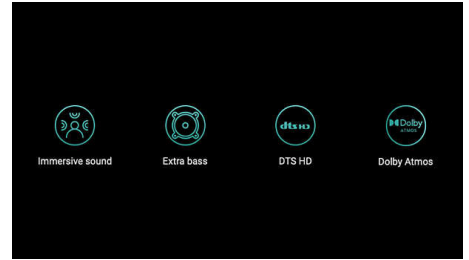 dts HD
Dolby
ATMOS
Immersive sound
Extra bass
DTS HD
Dolby Atmos